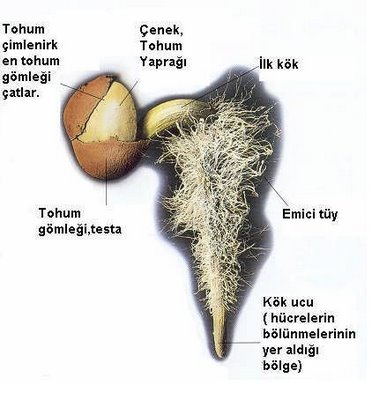 Tohum
çimlenirk
en tohum
gömleği
çatlar.
Çenek,
Tohum
Yaprağı
İlk kök
Tohum
gömleği,testa
Emici tüy
Kök ucu
( hücrelerin
bölünmelerinin
yer aldığı
bölge)